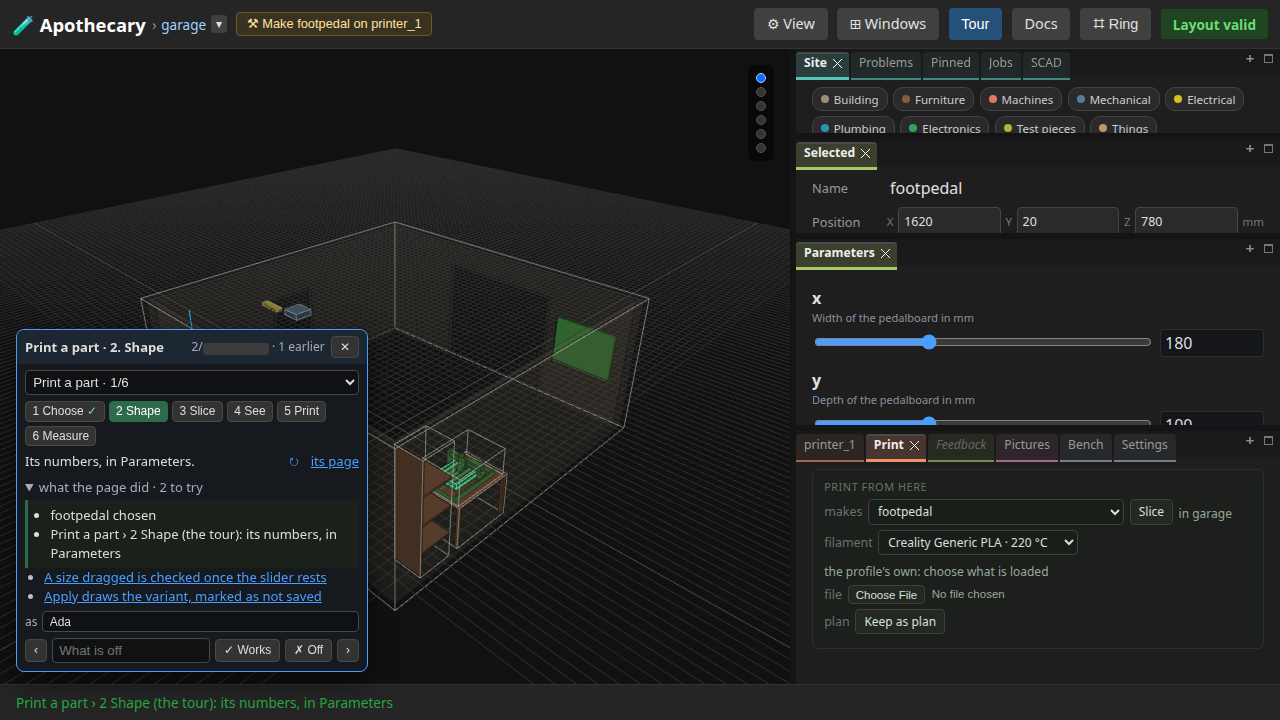 Apothecary › garage ▾ ⚒ Make footpedal on printer_1 ⚙ View ⊞ Windows Tour Docs Ring Layout valid
Site Problems Pinned Jobs SCAD
Building Furniture Machines Mechanical Electrical
Plumbing Electronics Test pieces Things
Selected
Name footpedal
Position X 1620 Y 20 Z 780 mm
Parameters
x
Width of the pedalboard in mm
180
y
Depth of the pedalboard in mm
100
printer_1 Print Feedback Pictures Bench Settings
PRINT FROM HERE
makes footpedal Slice in garage
filament Creality Generic PLA · 220 °C
the profile's own: choose what is loaded
file Choose File No file chosen
plan Keep as plan
Print a part · 2. Shape 2/ · 1 earlier ✕
Print a part · 1/6
1 Choose ✓ 2 Shape 3 Slice 4 See 5 Print
6 Measure
Its numbers, in Parameters. ↻ its page
▼ what the page did · 2 to try
footpedal chosen
Print a part › 2 Shape (the tour): its numbers, in
Parameters
A size dragged is checked once the slider rests
Apply draws the variant, marked as not saved
as Ada
‹ What is off ✓ Works ✗ Off ›
Print a part › 2 Shape (the tour): its numbers, in Parameters